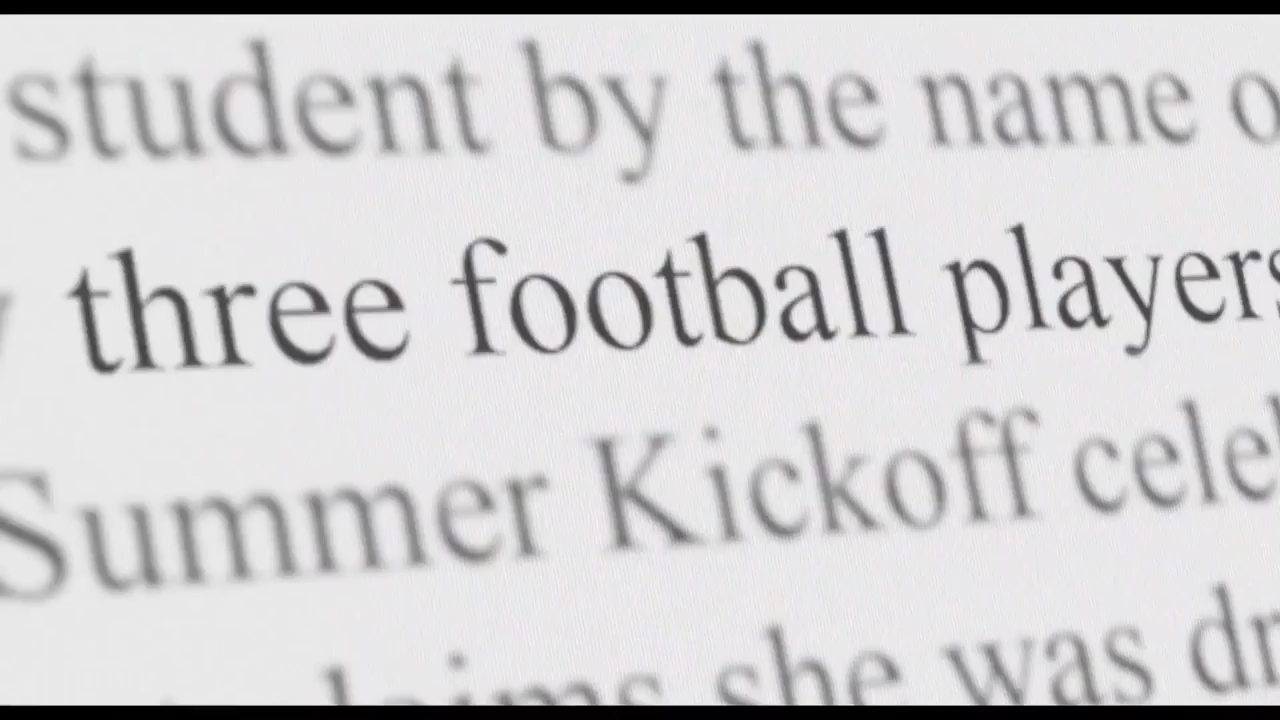 student by the name o
three football players
Summer Kickoff cele
she was dr